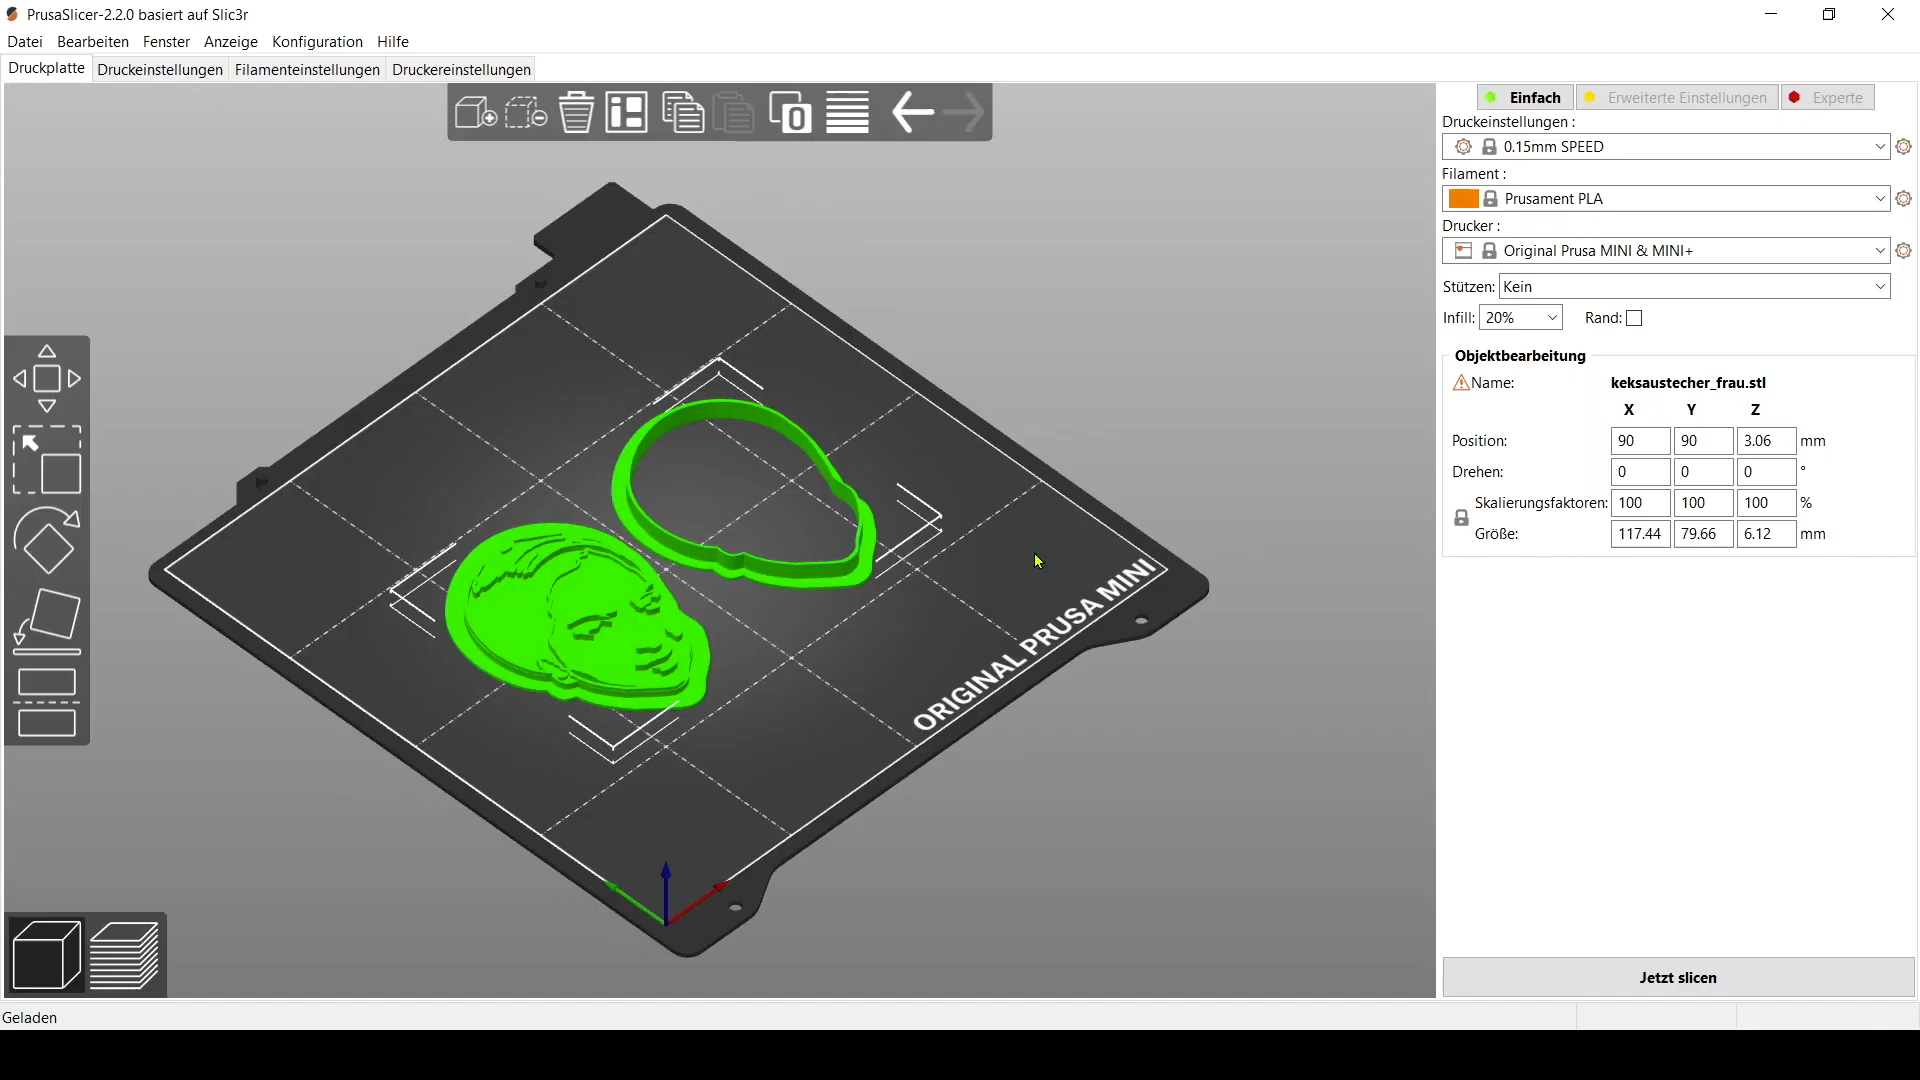 PrusaSlicer-2.2.0 basiert auf Slic3r
Datei Bearbeiten Fenster Anzeige Konfiguration Hilfe
Druckplatte Druckeinstellungen Filamenteinstellungen Druckereinstellungen
Einfach Erweiterte Einstellungen Experte
Druckeinstellungen :
0.15mm SPEED
Filament :
Prusament PLA
Drucker :
Original Prusa MINI & MINI+
Stützen: Kein
Infill: 20% Rand:
Objektbearbeitung
Name: keksaustecher_frau.stl
X Y Z
Position: 90 90 3.06 mm
Drehen: 0 0 0 °
Skalierungsfaktoren: 100 100 100 %
Größe: 117.44 79.66 6.12 mm
ORIGINAL PRUSA MINI
Jetzt slicen
Geladen